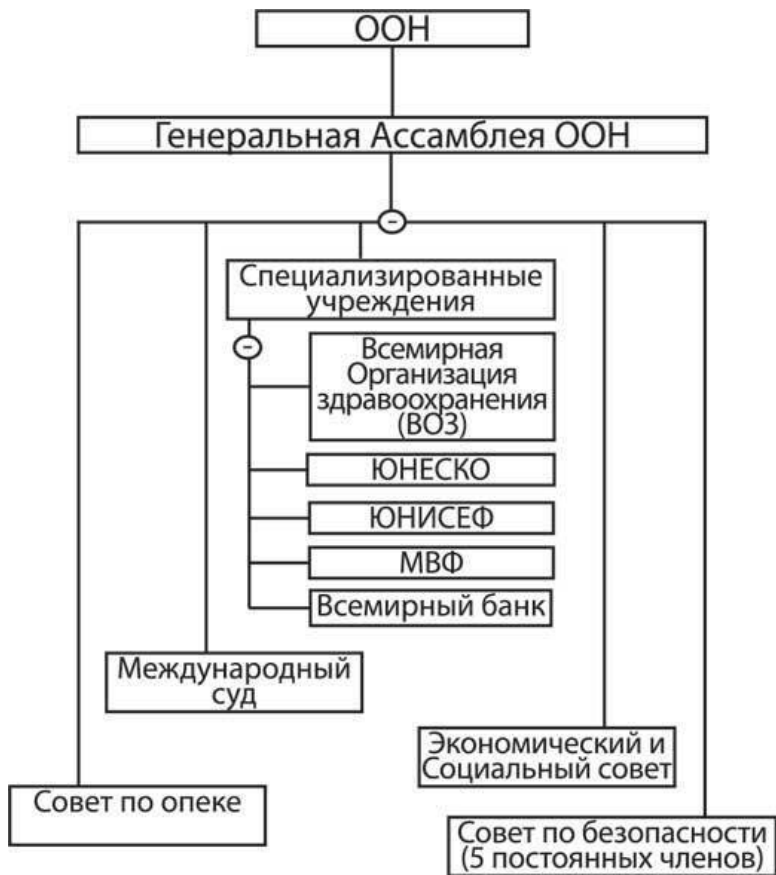 ООН
Генеральная Ассамблея ООН
Специализированные
учреждения
Всемирная
Организация
здравоохранения
(ВОЗ)
ЮНЕСКО
ЮНИСЕФ
МВФ
Всемирный банк
Международный
суд
Экономический и
Социальный совет
Совет по опеке
Совет по безопасности
(5 постоянных членов)